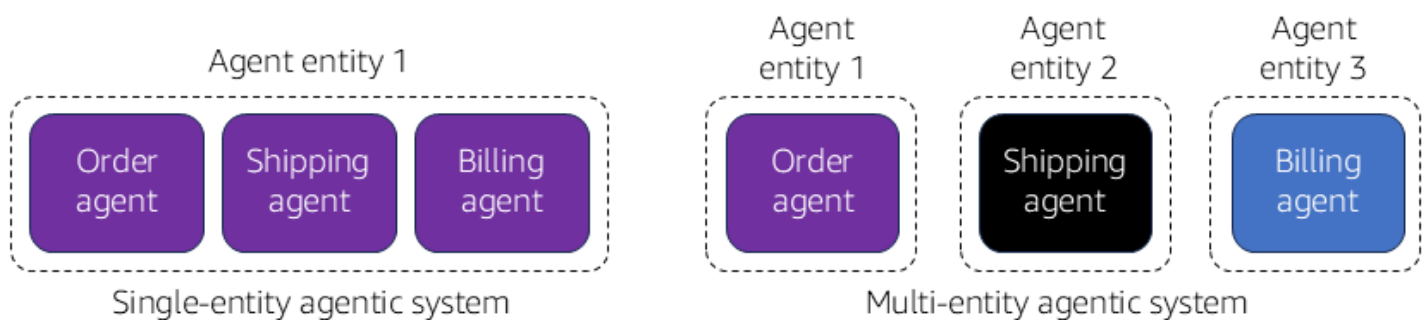 Agent entity 1
Order
agent
Shipping
agent
Billing
agent
Single-entity agentic system
Agent
entity 1
Agent
entity 2
Agent
entity 3
Order
agent
Shipping
agent
Billing
agent
Multi-entity agentic system